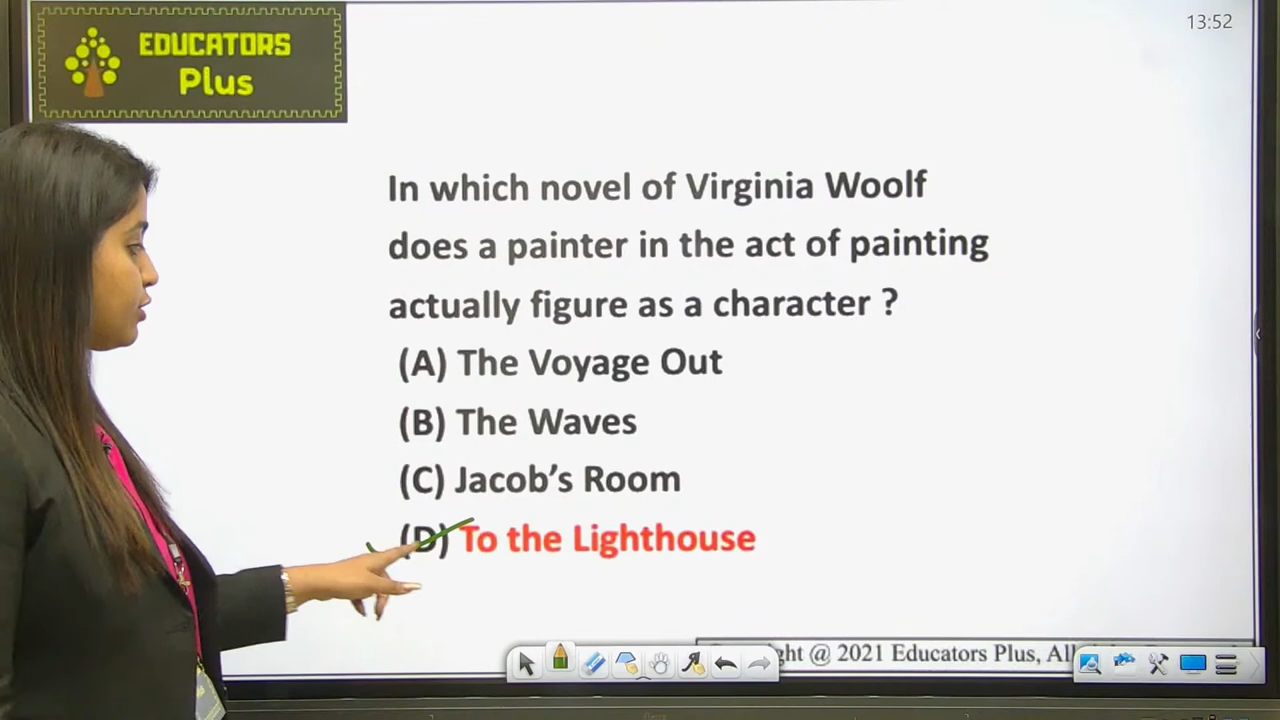 EDUCATORS
Plus
13:52
In which novel of Virginia Woolf
does a painter in the act of painting
actually figure as a character ?
(A) The Voyage Out
(B) The Waves
(C) Jacob's Room
(D) To the Lighthouse
@ 2021 Educators Plus,